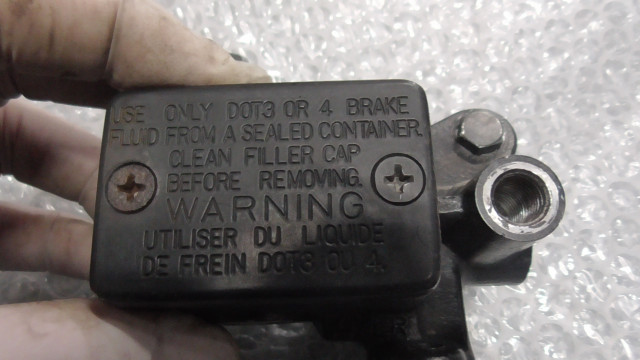 USE ONLY DOT3 OR 4 BRAKE
FLUID FROM A SEALED CONTAINER.
CLEAN FILLER CAP
BEFORE REMOVING.
WARNING
UTILISER DU LIQUIDE
DE FREIN DOT3 OU 4.